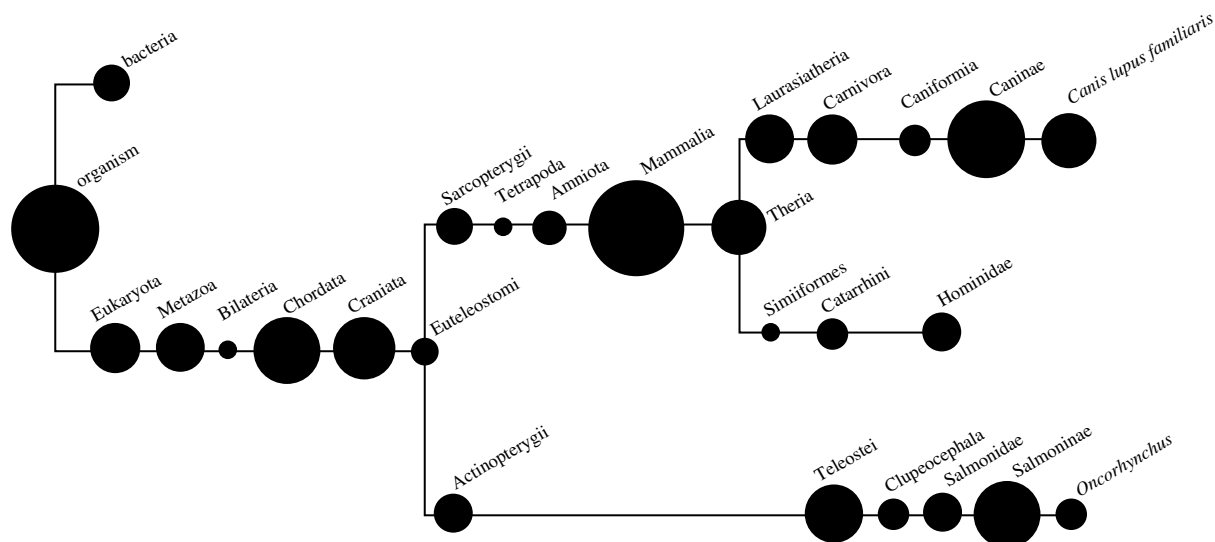 bacteria
organism
Eukaryota
Metazoa
Bilateria
Chordata
Craniata
Euteleostomi
Sarcopterygii
Tetrapoda
Amniota
Mammalia
Theria
Laurasiatheria
Carnivora
Caniformia
Caninae
Canis lupus familiaris
Simiiformes
Catarrhini
Hominidae
Actinopterygii
Teleostei
Clupeocephala
Salmonidae
Salmoninae
Oncorhynchus